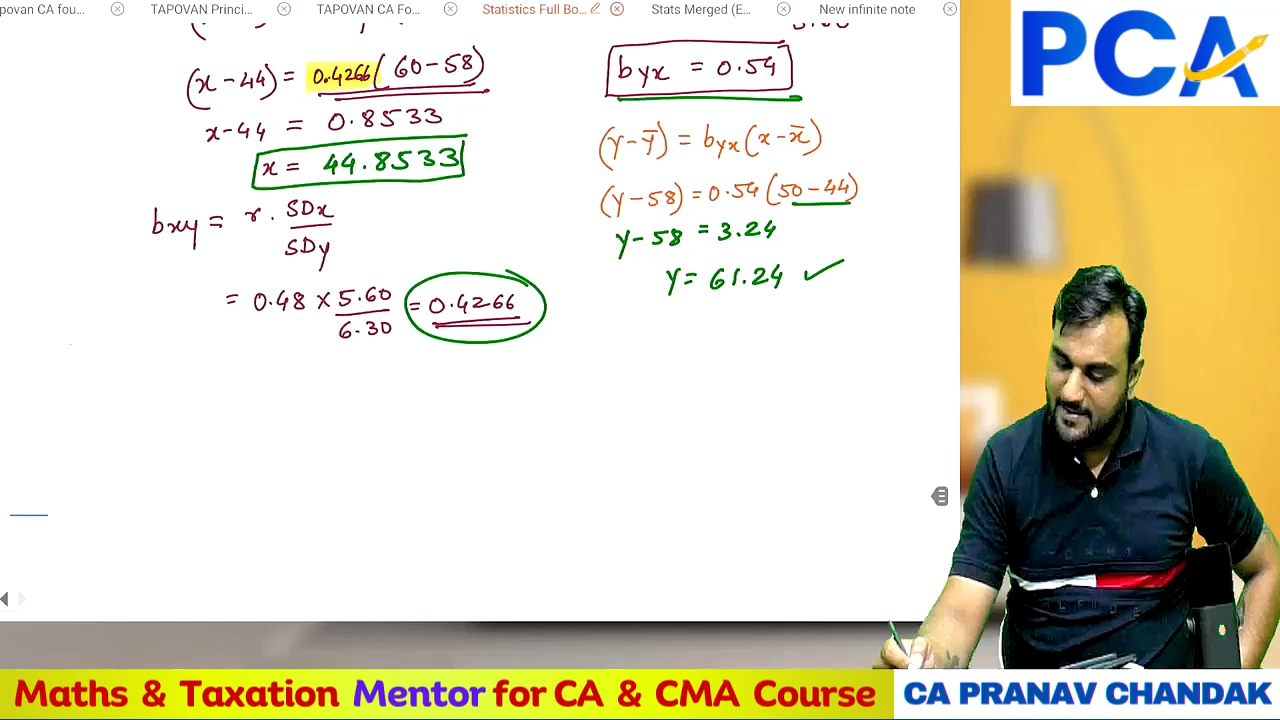 povan CA fou...
TAPOVAN Princi...
TAPOVAN CA Fo...
Statistics Full Bo...
Stats Merged (E...
New infinite note
(x-44) = 0.4266(60-58)
x-44 = 0.8533
x = 44.8533
bxy = r. SDx
SDy
= 0.48 × 5.60 = 0.4266
6.30
byx = 0.54
(y-ȳ) = byx(x-x̄)
(y-58) = 0.54(50-44)
y-58 = 3.24
y = 61.24 ✓
PCA
Maths & Taxation Mentor for CA & CMA Course
CA PRANAV CHANDAK